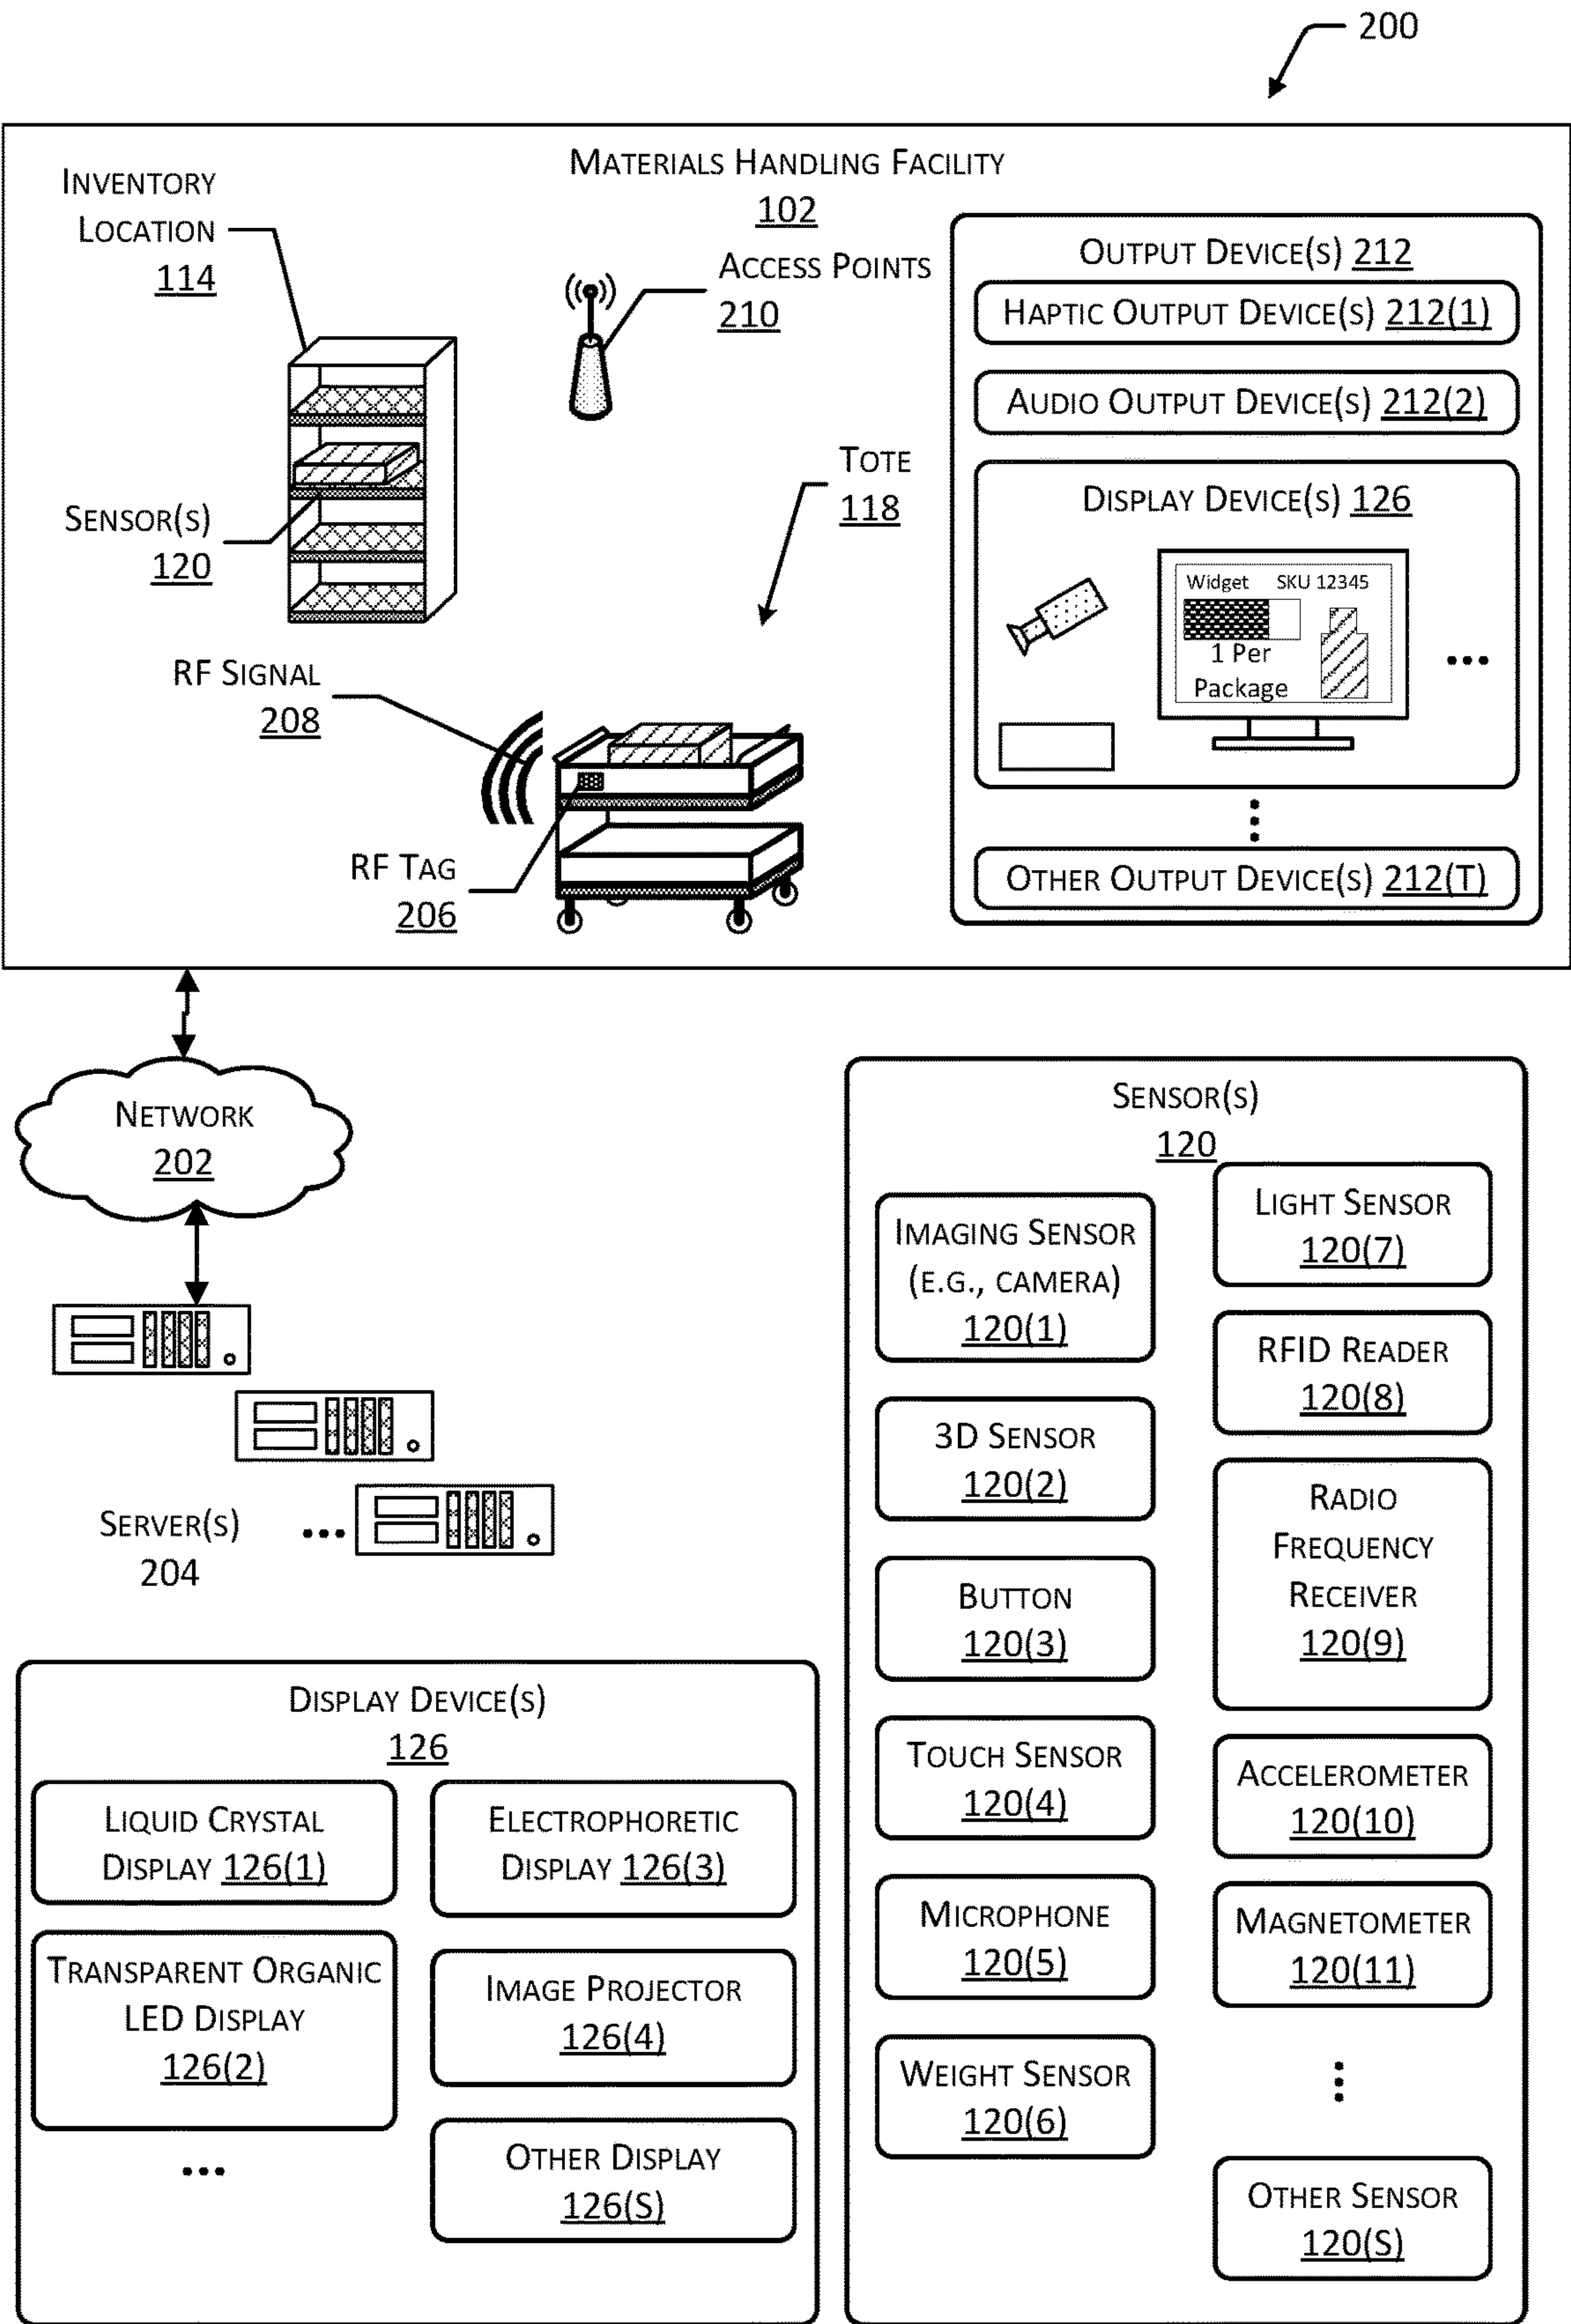 200
MATERIALS HANDLING FACILITY
102
INVENTORY
LOCATION
114
ACCESS POINTS
210
SENSOR(S)
120
TOTE
118
RF SIGNAL
208
RF TAG
206
OUTPUT DEVICE(S) 212
HAPTIC OUTPUT DEVICE(S) 212(1)
AUDIO OUTPUT DEVICE(S) 212(2)
DISPLAY DEVICE(S) 126
Widget SKU 12345
1 Per
Package
...
OTHER OUTPUT DEVICE(S) 212(T)
NETWORK
202
SERVER(S)
204
...
DISPLAY DEVICE(S)
126
LIQUID CRYSTAL
DISPLAY 126(1)
TRANSPARENT ORGANIC
LED DISPLAY
126(2)
...
ELECTROPHORETIC
DISPLAY 126(3)
IMAGE PROJECTOR
126(4)
OTHER DISPLAY
126(S)
SENSOR(S)
120
IMAGING SENSOR
(E.G., CAMERA)
120(1)
3D SENSOR
120(2)
BUTTON
120(3)
TOUCH SENSOR
120(4)
MICROPHONE
120(5)
WEIGHT SENSOR
120(6)
LIGHT SENSOR
120(7)
RFID READER
120(8)
RADIO
FREQUENCY
RECEIVER
120(9)
ACCELEROMETER
120(10)
MAGNETOMETER
120(11)
OTHER SENSOR
120(S)